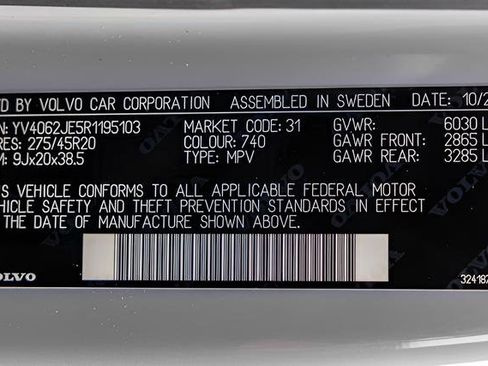 D BY VOLVO CAR CORPORATION ASSEMBLED IN SWEDEN DATE: 10/2
N: YV4062JE5R1195103 MARKET CODE: 31 GVWR: 6030 L
RES: 275/45R20 COLOUR: 740 GAWR FRONT: 2865 L
M: 9Jx20x38.5 TYPE: MPV GAWR REAR: 3285 L
S VEHICLE CONFORMS TO ALL APPLICABLE FEDERAL MOTOR
HICLE SAFETY AND THEFT PREVENTION STANDARDS IN EFFECT
THE DATE OF MANUFACTURE SHOWN ABOVE.
OLVO 324187